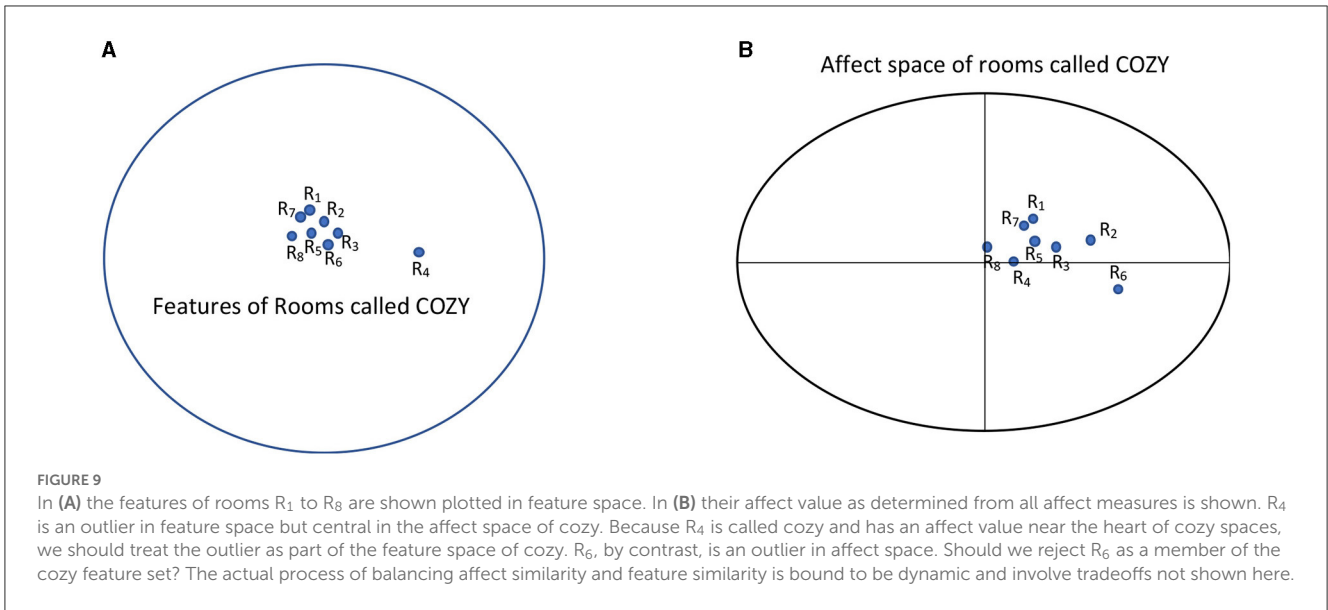 A
R1
R7
R2
R8
R5
R3
R6
R4
Features of Rooms called COZY
B
Affect space of rooms called COZY
R1
R7
R2
R8
R5
R3
R4
R6
FIGURE 9
In (A) the features of rooms R1 to R8 are shown plotted in feature space. In (B) their affect value as determined from all affect measures is shown. R4
is an outlier in feature space but central in the affect space of cozy. Because R4 is called cozy and has an affect value near the heart of cozy spaces,
we should treat the outlier as part of the feature space of cozy. R6, by contrast, is an outlier in affect space. Should we reject R6 as a member of the
cozy feature set? The actual process of balancing affect similarity and feature similarity is bound to be dynamic and involve tradeoffs not shown here.